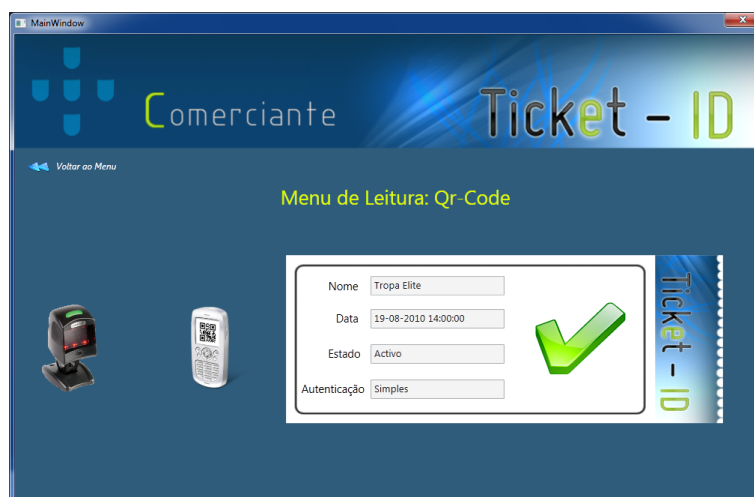 MainWindow
Comerciante
Ticket - ID
Voltar ao Menu
Menu de Leitura: Qr-Code
Nome Tropa Elite
Data 19-08-2010 14:00:00
Estado Activo
Autenticação Simples
Ticket - ID